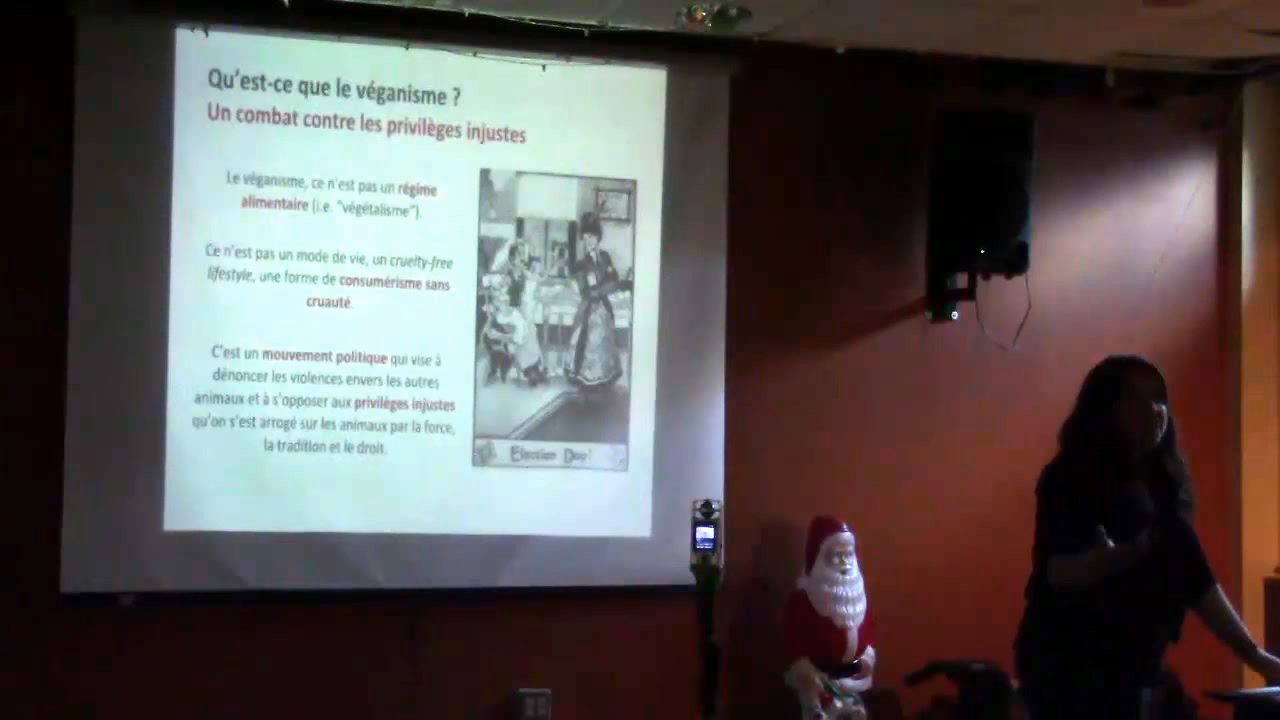 Qu'est-ce que le véganisme ?
Un combat contre les privilèges injustes
Le véganisme, ce n'est pas un régime
alimentaire (i.e. "végétalisme").
Ce n'est pas un mode de vie, un cruelty-free
lifestyle, une forme de consumérisme sans
cruauté.
C'est un mouvement politique qui vise à
dénoncer les violences envers les autres
animaux et à s'opposer aux privilèges injustes
qu'on s'est arrogé sur les animaux par la force,
la tradition et le droit.
Election Day!